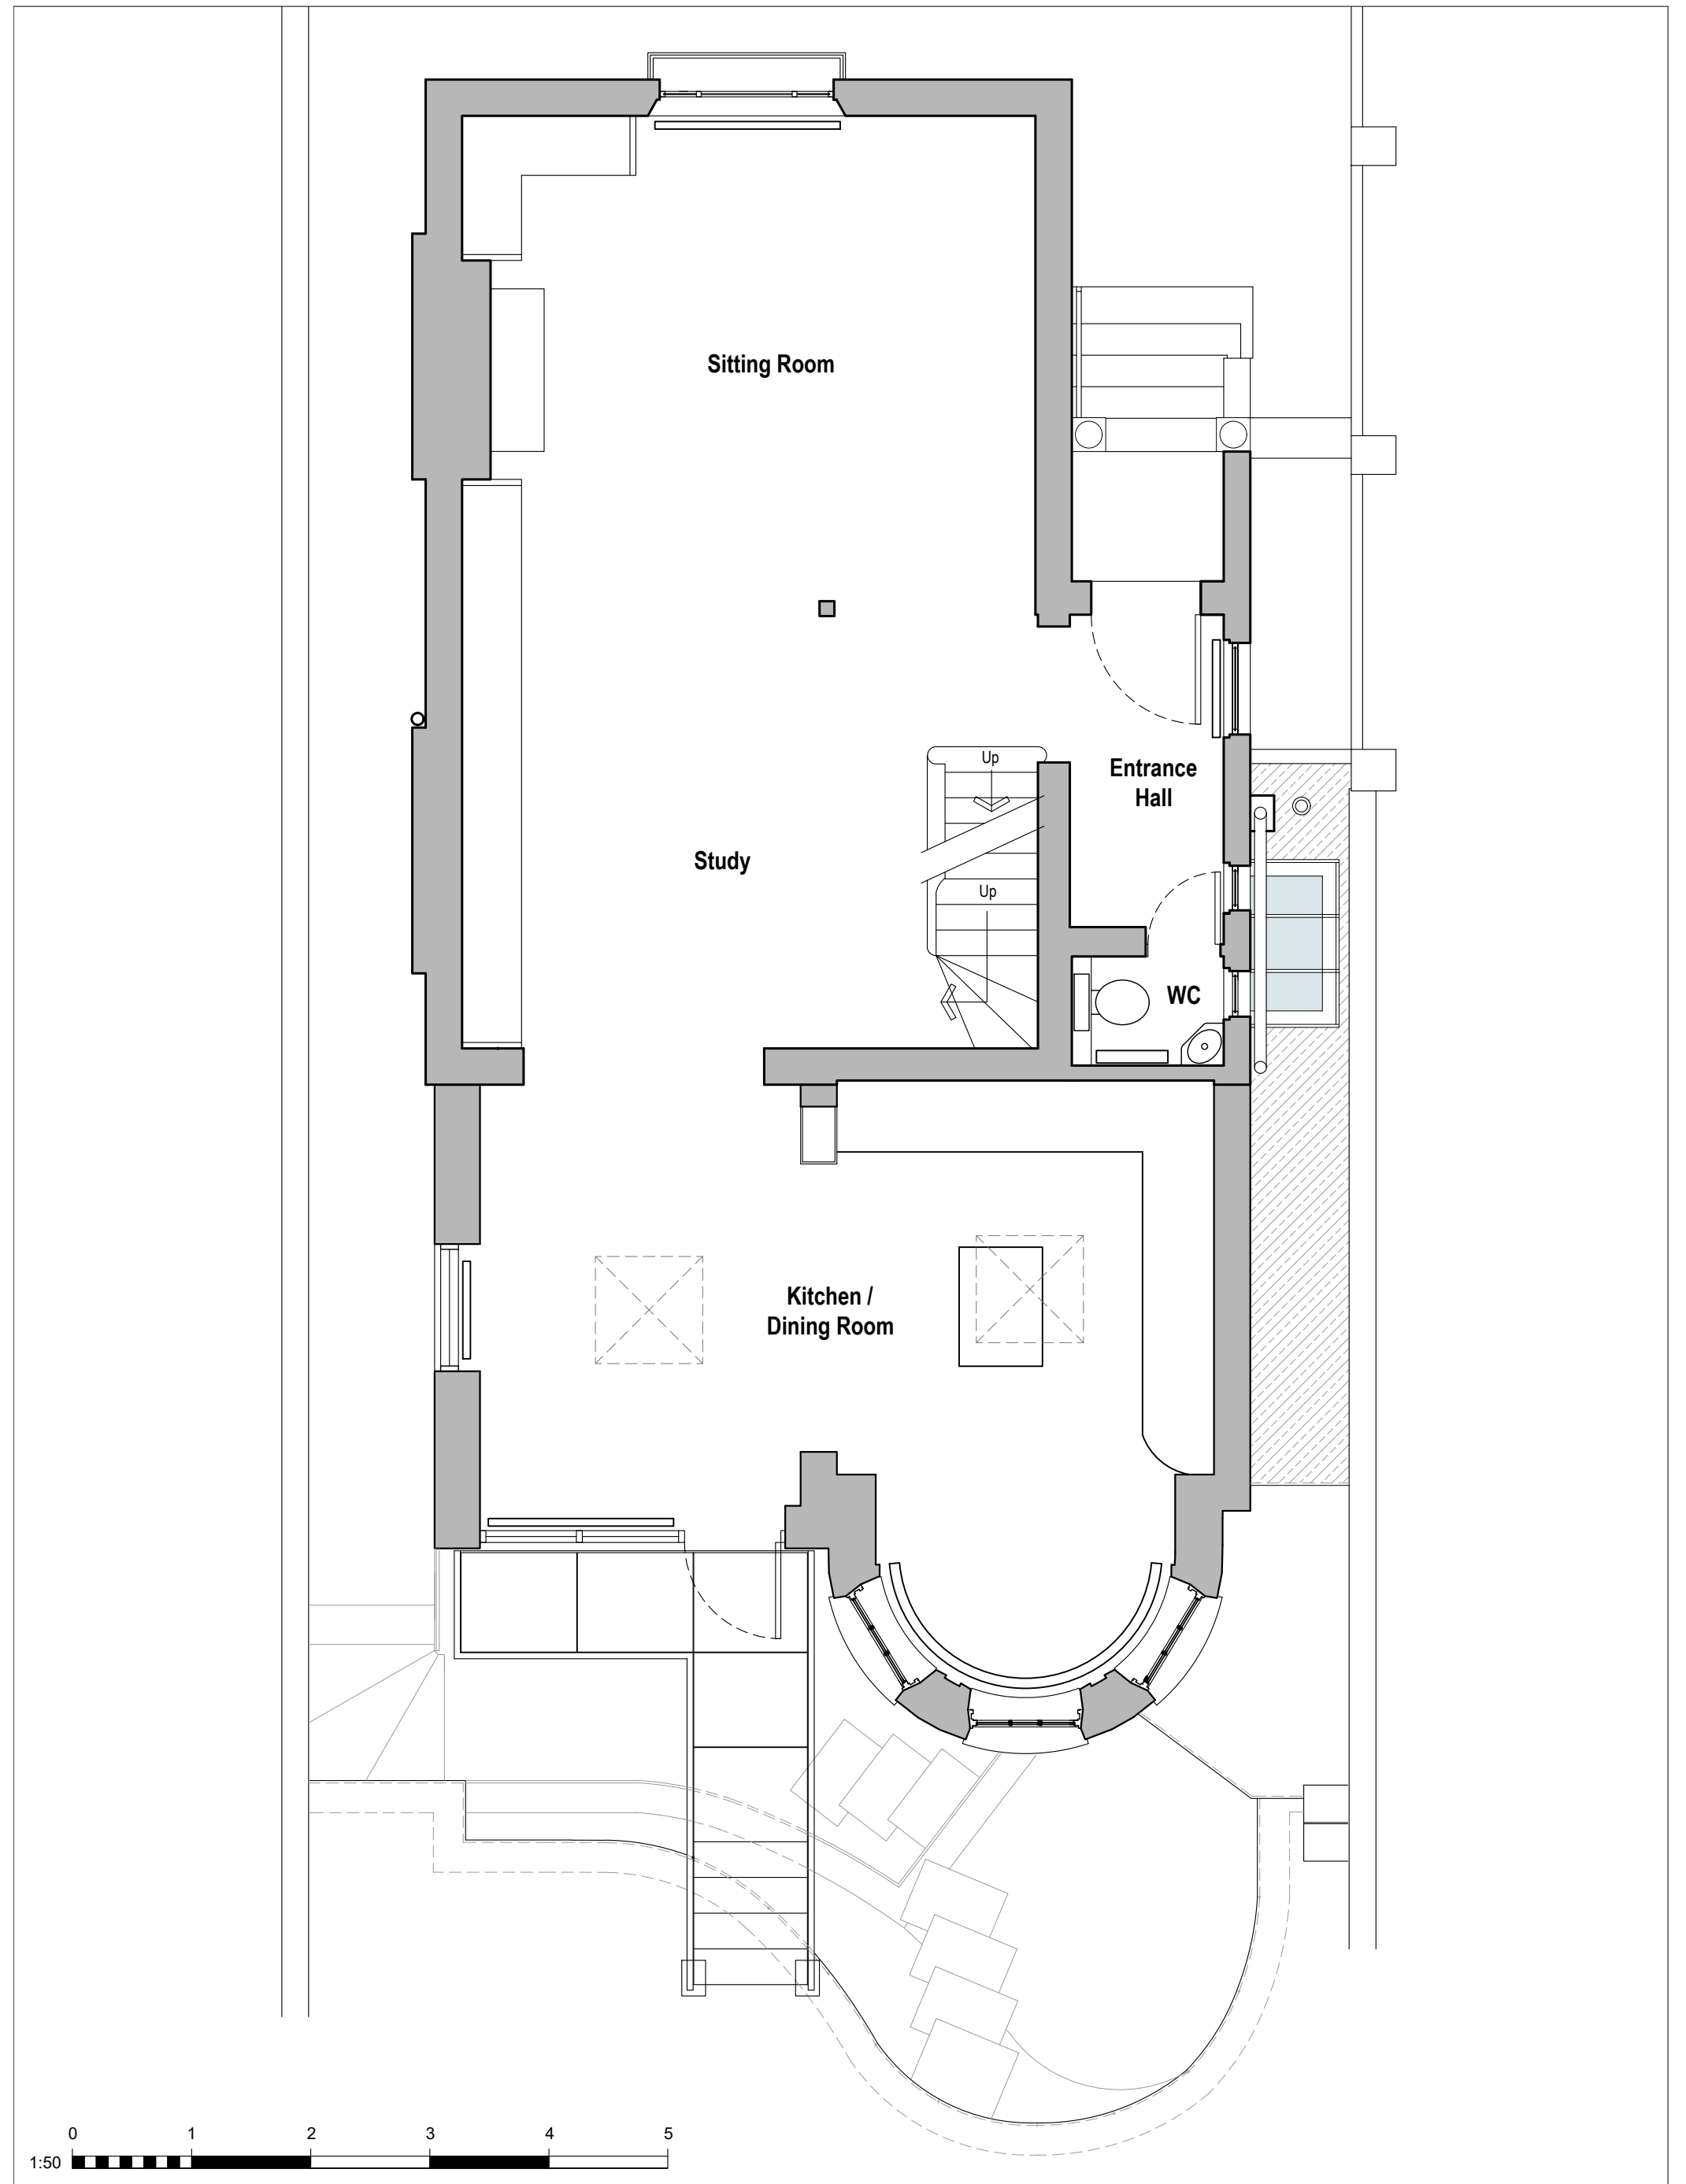 Sitting Room
Up
Entrance
Hall
Study
Up
WC
Kitchen /
Dining Room
0 1 2 3 4 5
1:50